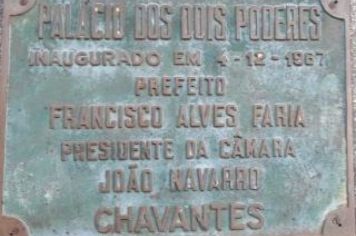 PALÁCIO DOS DOIS PODERES
INAUGURADO EM 4-12-1967
PREFEITO
FRANCISCO ALVES FARIA
PRESIDENTE DA CÂMARA
JOÃO NAVARRO
CHAVANTES